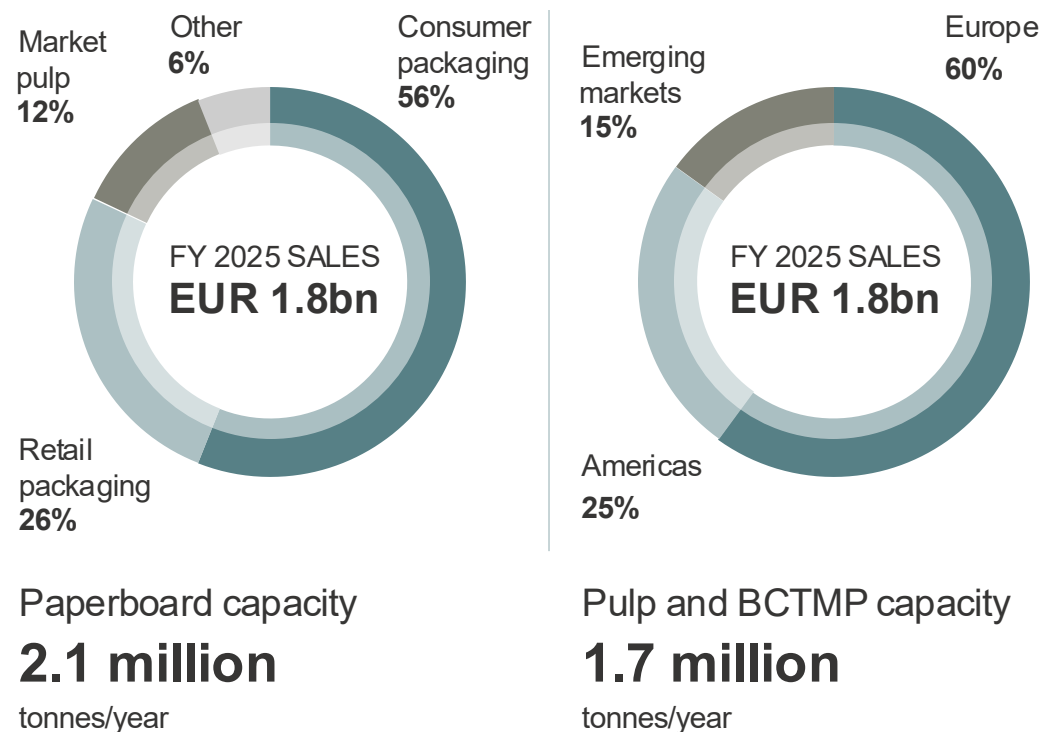 Other
6%
Market
pulp
12%
Consumer
packaging
56%
FY 2025 SALES
EUR 1.8bn
Retail
packaging
26%
Europe
60%
Emerging
markets
15%
FY 2025 SALES
EUR 1.8bn
Americas
25%
Paperboard capacity
2.1 million
tonnes/year
Pulp and BCTMP capacity
1.7 million
tonnes/year